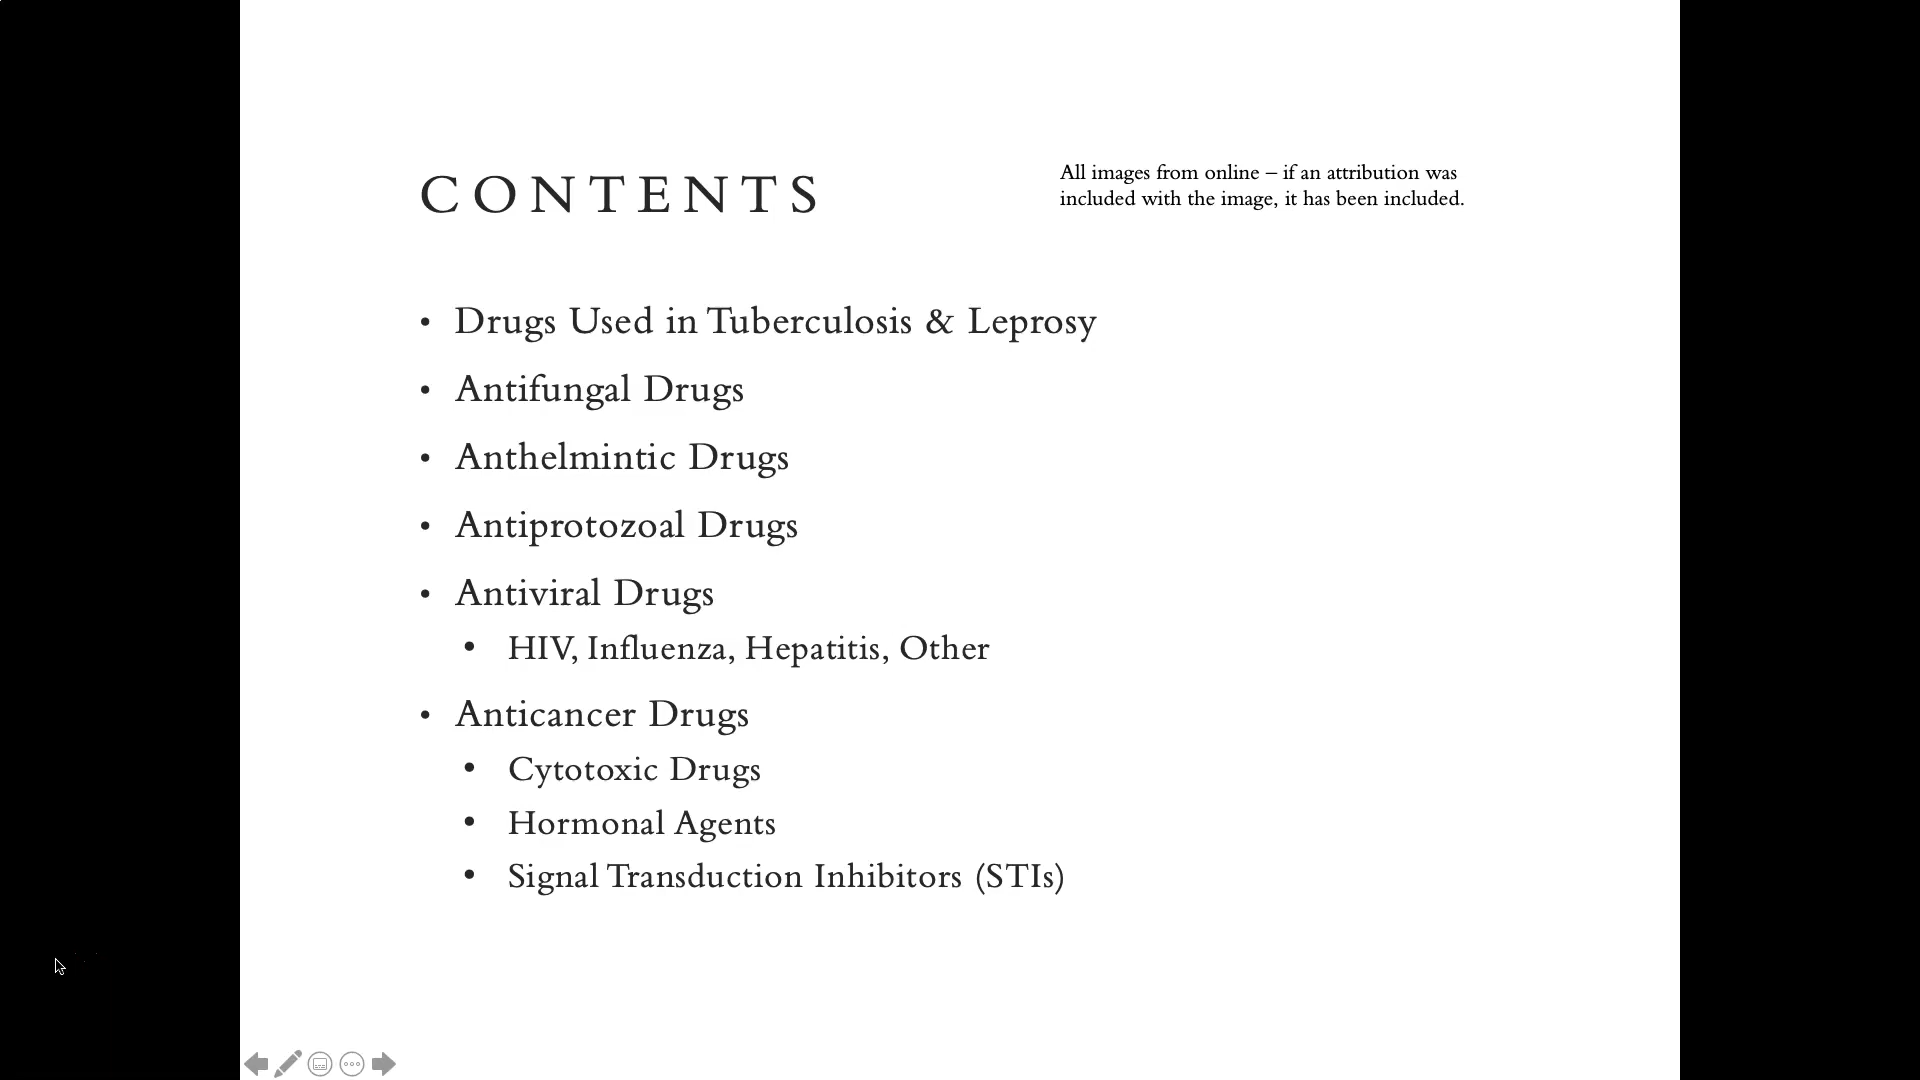 CONTENTS
All images from online – if an attribution was
included with the image, it has been included.
• Drugs Used in Tuberculosis & Leprosy
• Antifungal Drugs
• Anthelmintic Drugs
• Antiprotozoal Drugs
• Antiviral Drugs
• HIV, Influenza, Hepatitis, Other
• Anticancer Drugs
• Cytotoxic Drugs
• Hormonal Agents
• Signal Transduction Inhibitors (STIs)